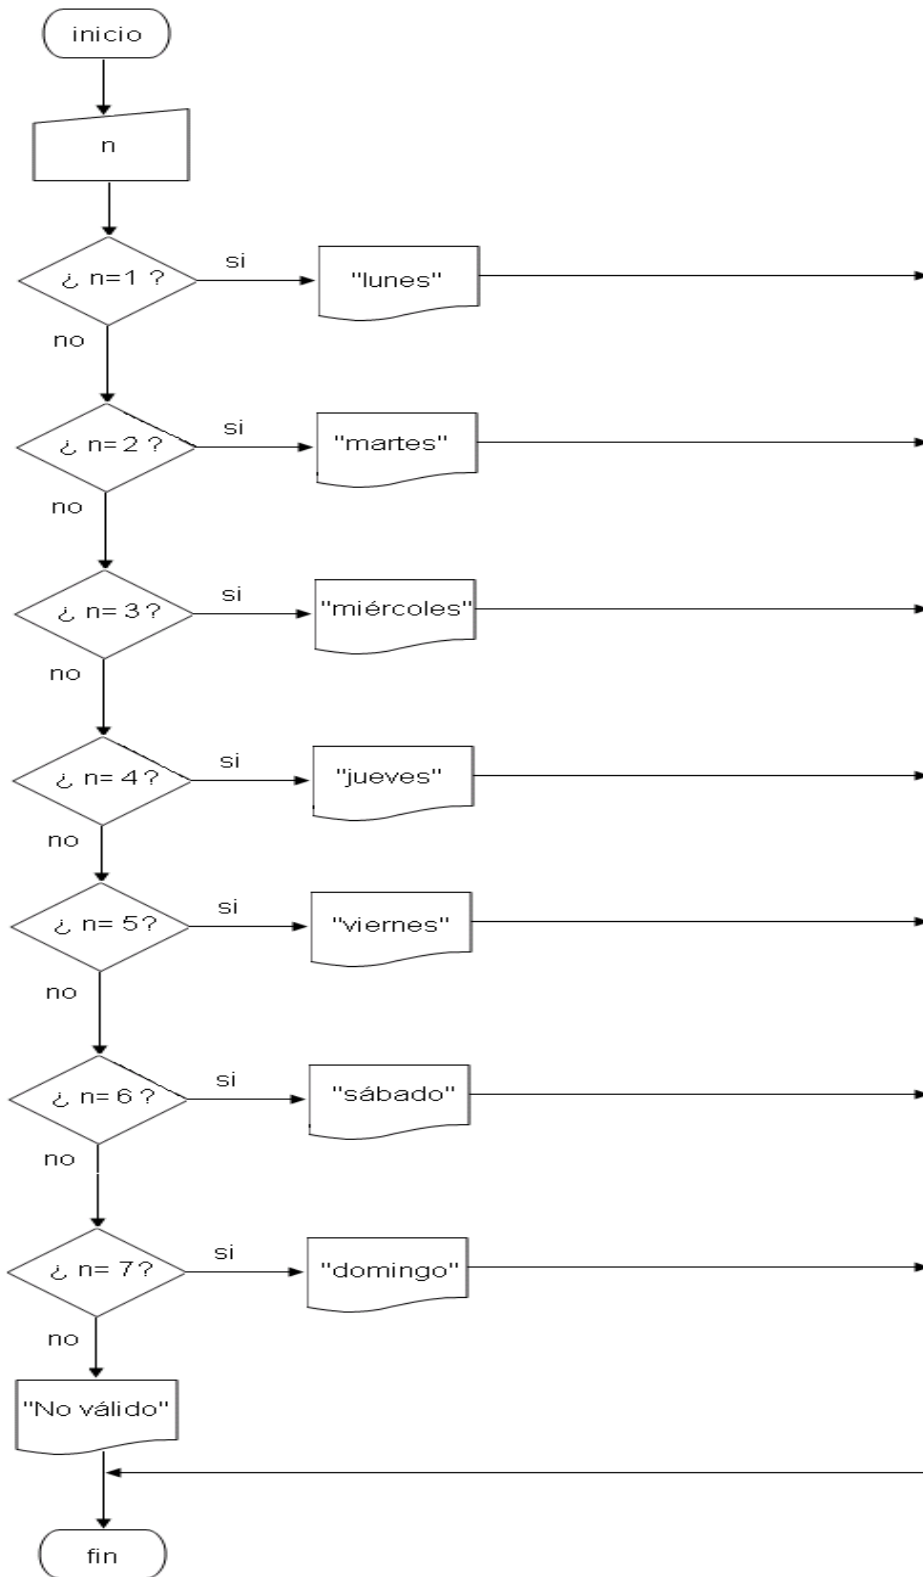 inicio
n
¿ n=1 ?
si
"lunes"
no
¿ n=2 ?
si
"martes"
no
¿ n= 3 ?
si
"miércoles"
no
¿ n= 4 ?
si
"jueves"
no
¿ n= 5?
si
"viernes"
no
¿ n= 6 ?
si
"sábado"
no
¿ n= 7?
si
"domingo"
no
"No válido"
fin